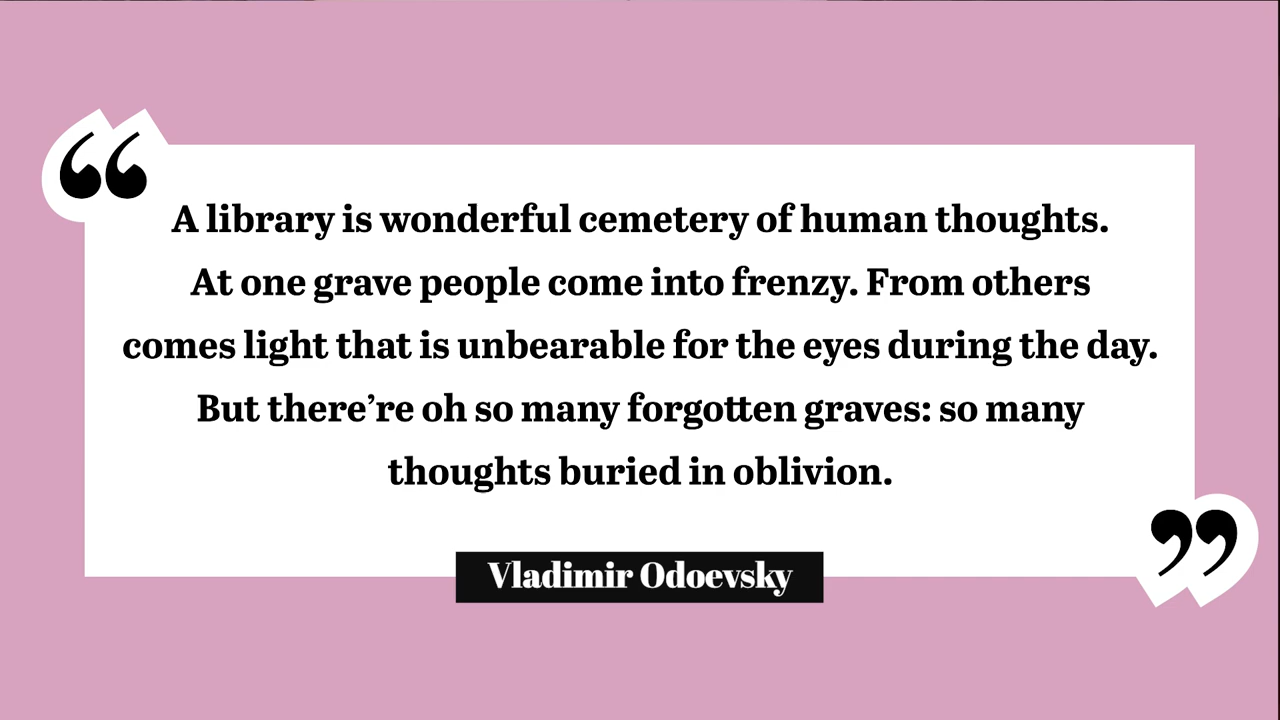 A library is wonderful cemetery of human thoughts.
At one grave people come into frenzy. From others
comes light that is unbearable for the eyes during the day.
But there’re oh so many forgotten graves: so many
thoughts buried in oblivion.
Vladimir Odoevsky